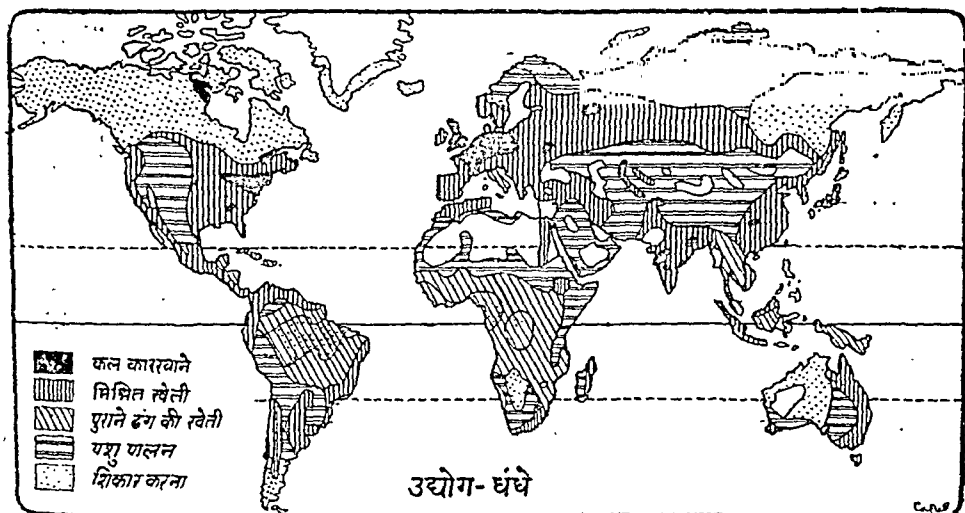 कल कारखाने
मिश्रित खेती
पुराने ढंग की खेती
पशु पालन
शिकार करना
उद्योग-धंधे